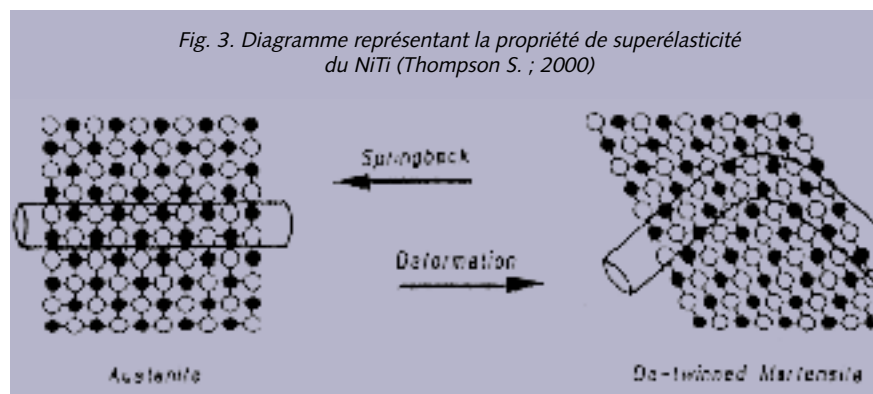 Fig. 3. Diagramme représentant la propriété de superélasticité
du NiTi (Thompson S. ; 2000)
Springback
Deformation
Austenite
De-twinned Martensite